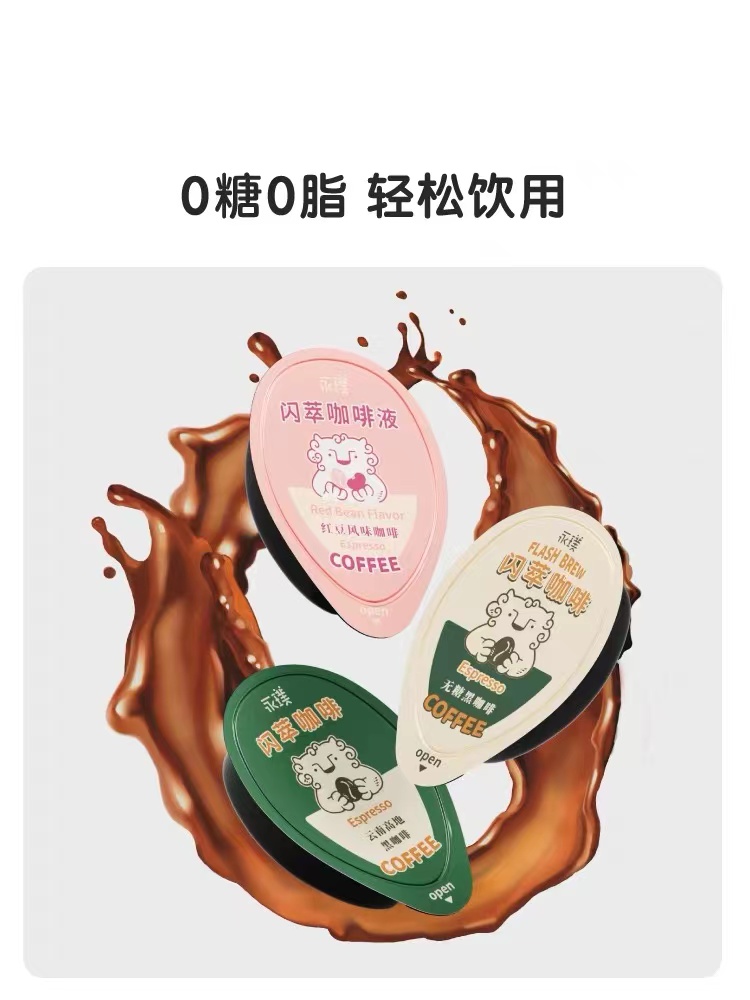 0糖0脂 轻松饮用
永璞
闪萃咖啡液
Red Bean Flavor
红豆风味咖啡
Espresso
COFFEE
open
永璞
FLASH BREW
闪萃咖啡
Espresso
无糖黑咖啡
COFFEE
open
永璞
闪萃咖啡
Espresso
云南高地
黑咖啡
COFFEE
open